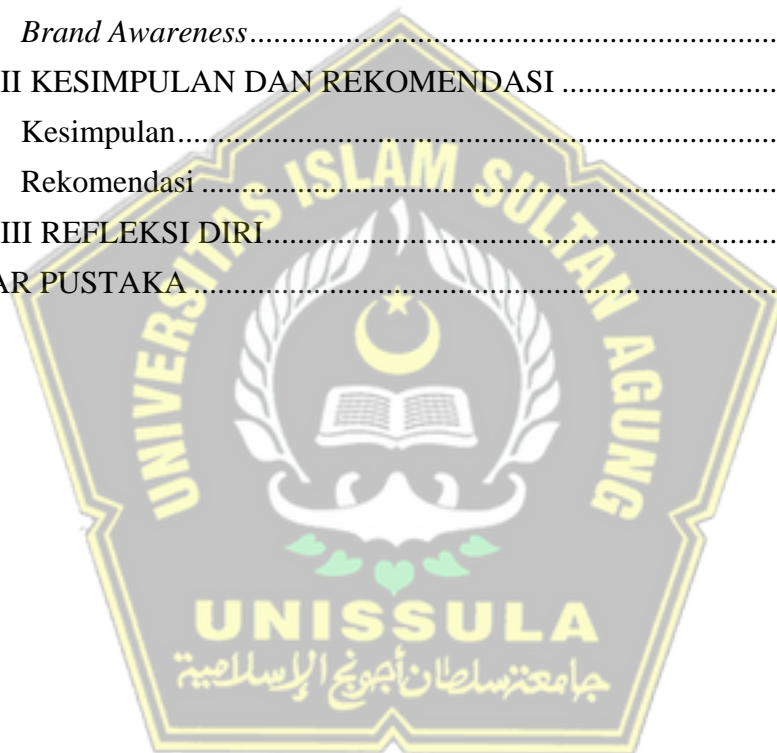 Brand Awareness
II KESIMPULAN DAN REKOMENDASI
Kesimpulan
Rekomendasi
III REFLEKSI DIRI
AR PUSTAKA
UNIVERSITAS ISLAM SULTAN AGUNG
UNISSULA
جامعة سلطان أجونج الإسلامية